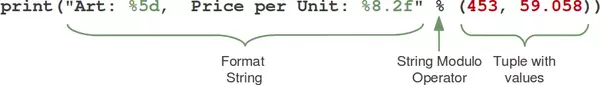 print("Art: %5d,  Price per Unit: %8.2f" % (453, 59.058))
Format String
String Modulo Operator
Tuple with values